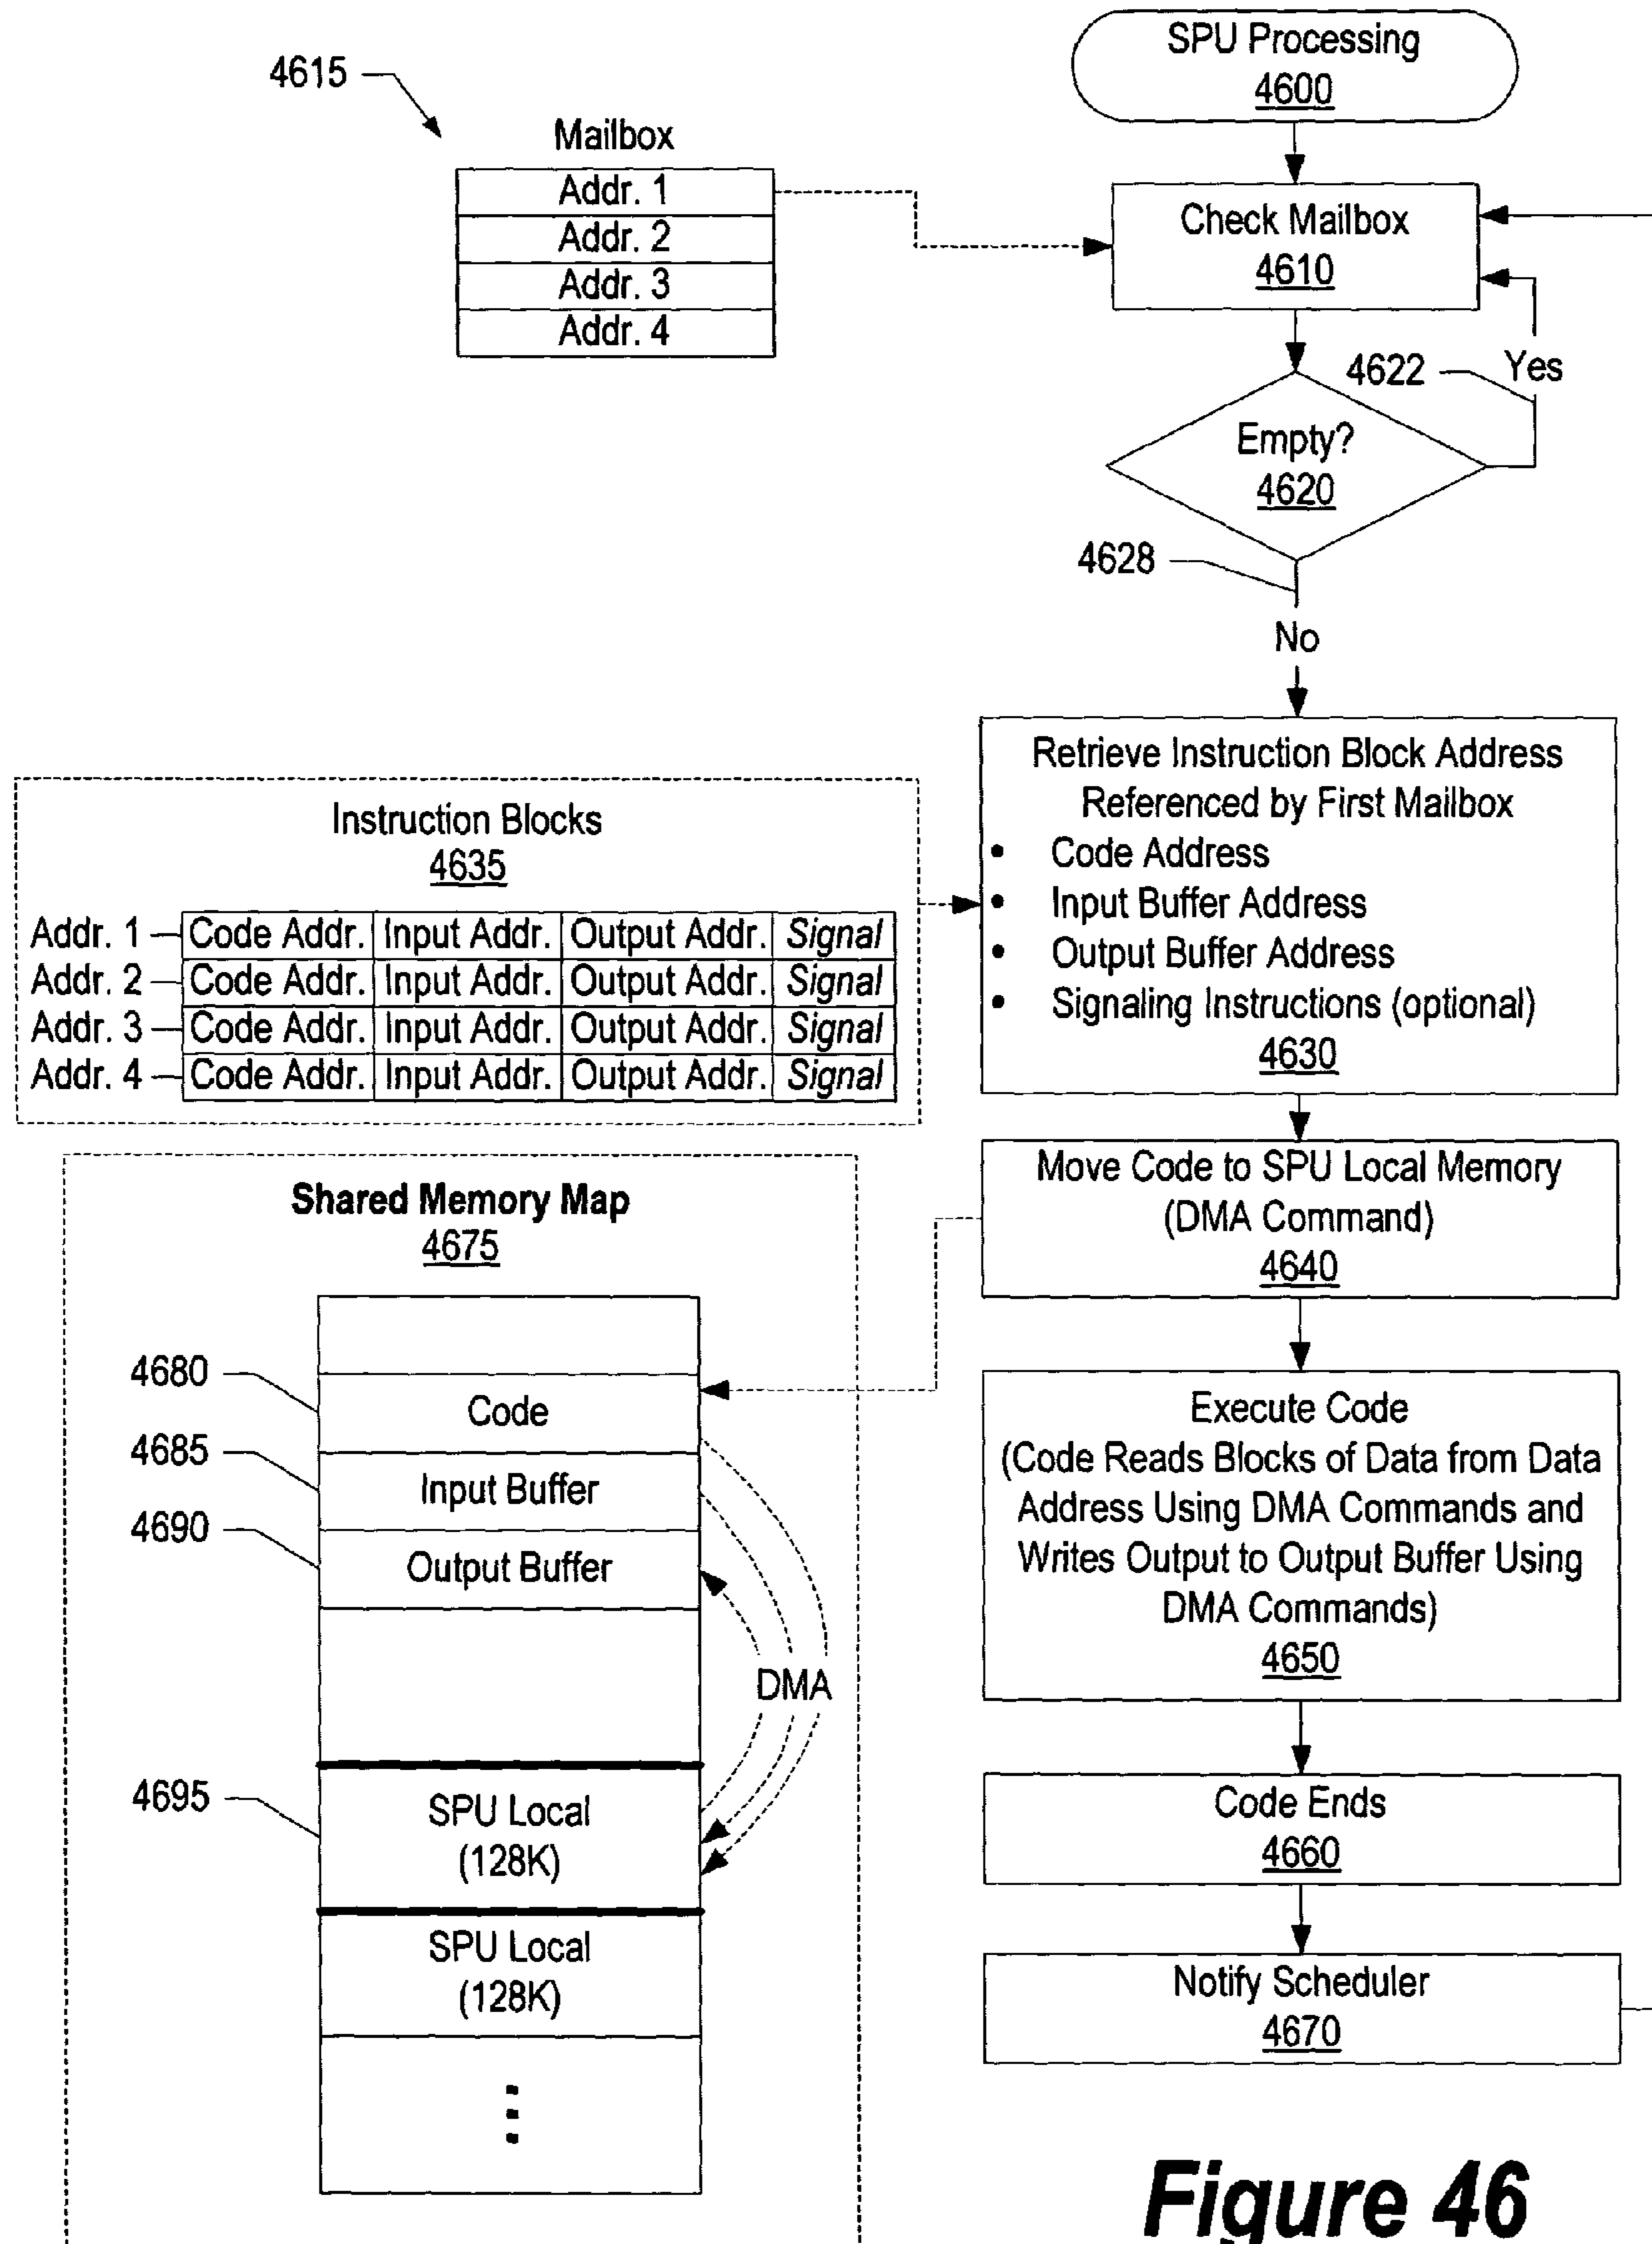 SPU Processing
4600
4615
Mailbox
Addr. 1
Addr. 2
Addr. 3
Addr. 4
Check Mailbox
4610
4622
Yes
Empty?
4620
4628
No
Retrieve Instruction Block Address
Referenced by First Mailbox
• Code Address
• Input Buffer Address
• Output Buffer Address
• Signaling Instructions (optional)
4630
Instruction Blocks
4635
Addr. 1 Code Addr. Input Addr. Output Addr. Signal
Addr. 2 Code Addr. Input Addr. Output Addr. Signal
Addr. 3 Code Addr. Input Addr. Output Addr. Signal
Addr. 4 Code Addr. Input Addr. Output Addr. Signal
Move Code to SPU Local Memory
(DMA Command)
4640
Shared Memory Map
4675
4680
Code
4685
Input Buffer
4690
Output Buffer
DMA
4695
SPU Local
(128K)
SPU Local
(128K)
Execute Code
(Code Reads Blocks of Data from Data
Address Using DMA Commands and
Writes Output to Output Buffer Using
DMA Commands)
4650
Code Ends
4660
Notify Scheduler
4670
Figure 46